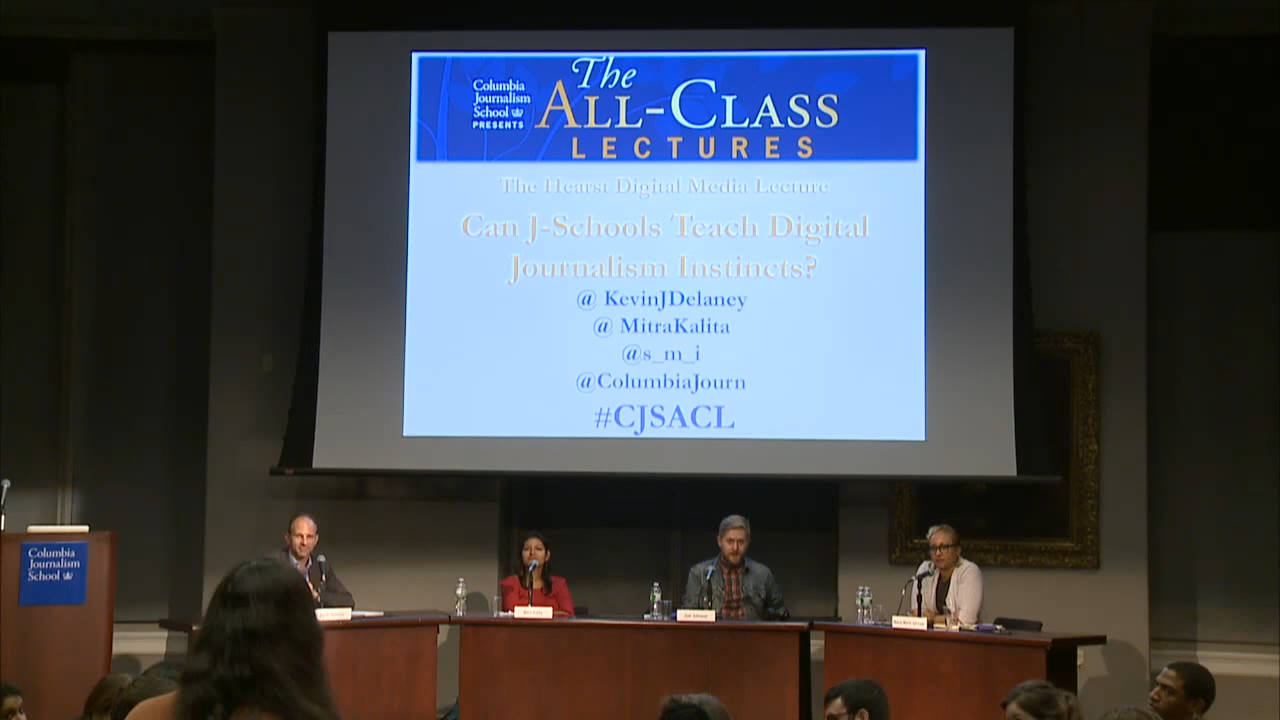 Columbia
Journalism
School
PRESENTS
The
ALL-CLASS
LECTURES
The Hearst Digital Media Lecture
Can J-Schools Teach Digital
Journalism Instincts?
@ KevinJDelaney
@ MitraKalita
@s_m_i
@ColumbiaJourn
#CJSACL
Columbia
Journalism
School